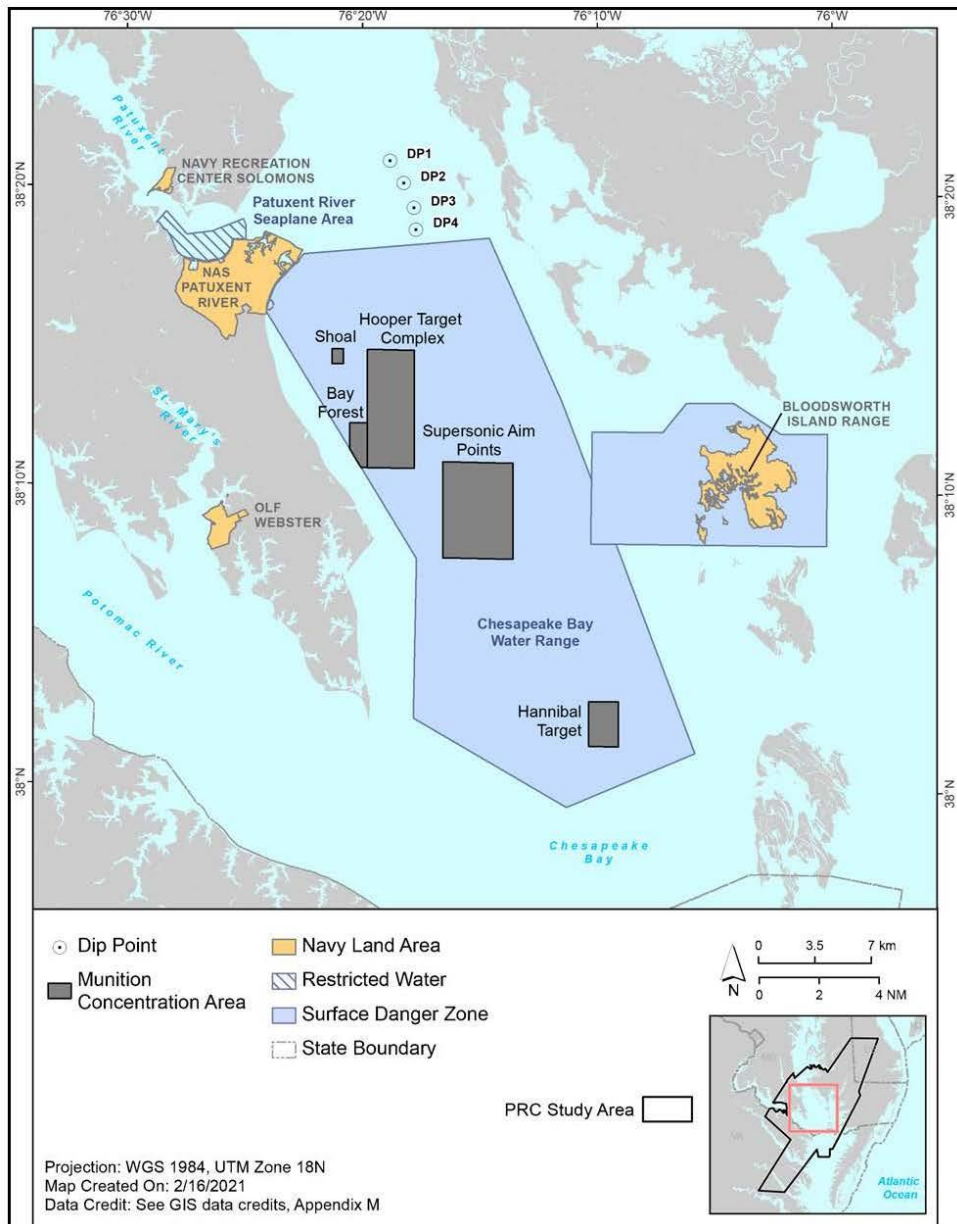 76°30'W
76°20'W
76°10'W
76°W
38°20'N
38°10'N
38°N
38°20'N
38°10'N
38°N
Patuxent
River
NAVY RECREATION
CENTER SOLOMONS
Patuxent River
Seaplane Area
DP1
DP2
DP3
DP4
NAS
PATUXENT
RIVER
Hooper Target
Complex
Shoal
Bay
Forest
St. Mary's
River
Supersonic Aim
Points
BLOODSWORTH
ISLAND RANGE
OLF
WEBSTER
Potomac River
Chesapeake Bay
Water Range
Hannibal
Target
Chesapeake
Bay
Dip Point
Munition
Concentration Area
Navy Land Area
Restricted Water
Surface Danger Zone
State Boundary
N
0 3.5 7 km
0 2 4 NM
PRC Study Area
Atlantic
Ocean
Projection: WGS 1984, UTM Zone 18N
Map Created On: 2/16/2021
Data Credit: See GIS data credits, Appendix M